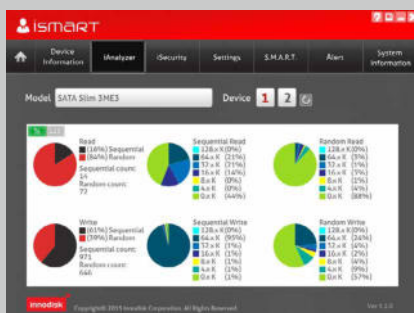 ismart
Device Information
iAnalyzer
iSecurity
Settings
S.M.A.R.T.
Alert
System Information
Model SATA Slim 3ME3 Device 1 2
Read
(16%) Sequential
(84%) Random
Sequential count:
14
Random count:
72
Sequential Read
128.x K(0%)
64.x K (21%)
32.x K (21%)
16.x K (14%)
8.x K (0%)
4.x K (0%)
0.x K (44%)
Random Read
128.x K(0%)
64.x K (3%)
32.x K (1%)
16.x K (3%)
8.x K (1%)
4.x K (4%)
0.x K (88%)
Write
(61%) Sequential
(39%) Random
Sequential count:
971
Random count:
646
Sequential Write
128.x K(0%)
64.x K (95%)
32.x K (1%)
16.x K (1%)
8.x K (1%)
4.x K (1%)
0.x K (1%)
Random Write
128.x K(0%)
64.x K (24%)
32.x K (4%)
16.x K (2%)
8.x K (4%)
4.x K (9%)
0.x K (57%)
innodisk Copyright© 2015 Innodisk Corporation. All Rights Reserved